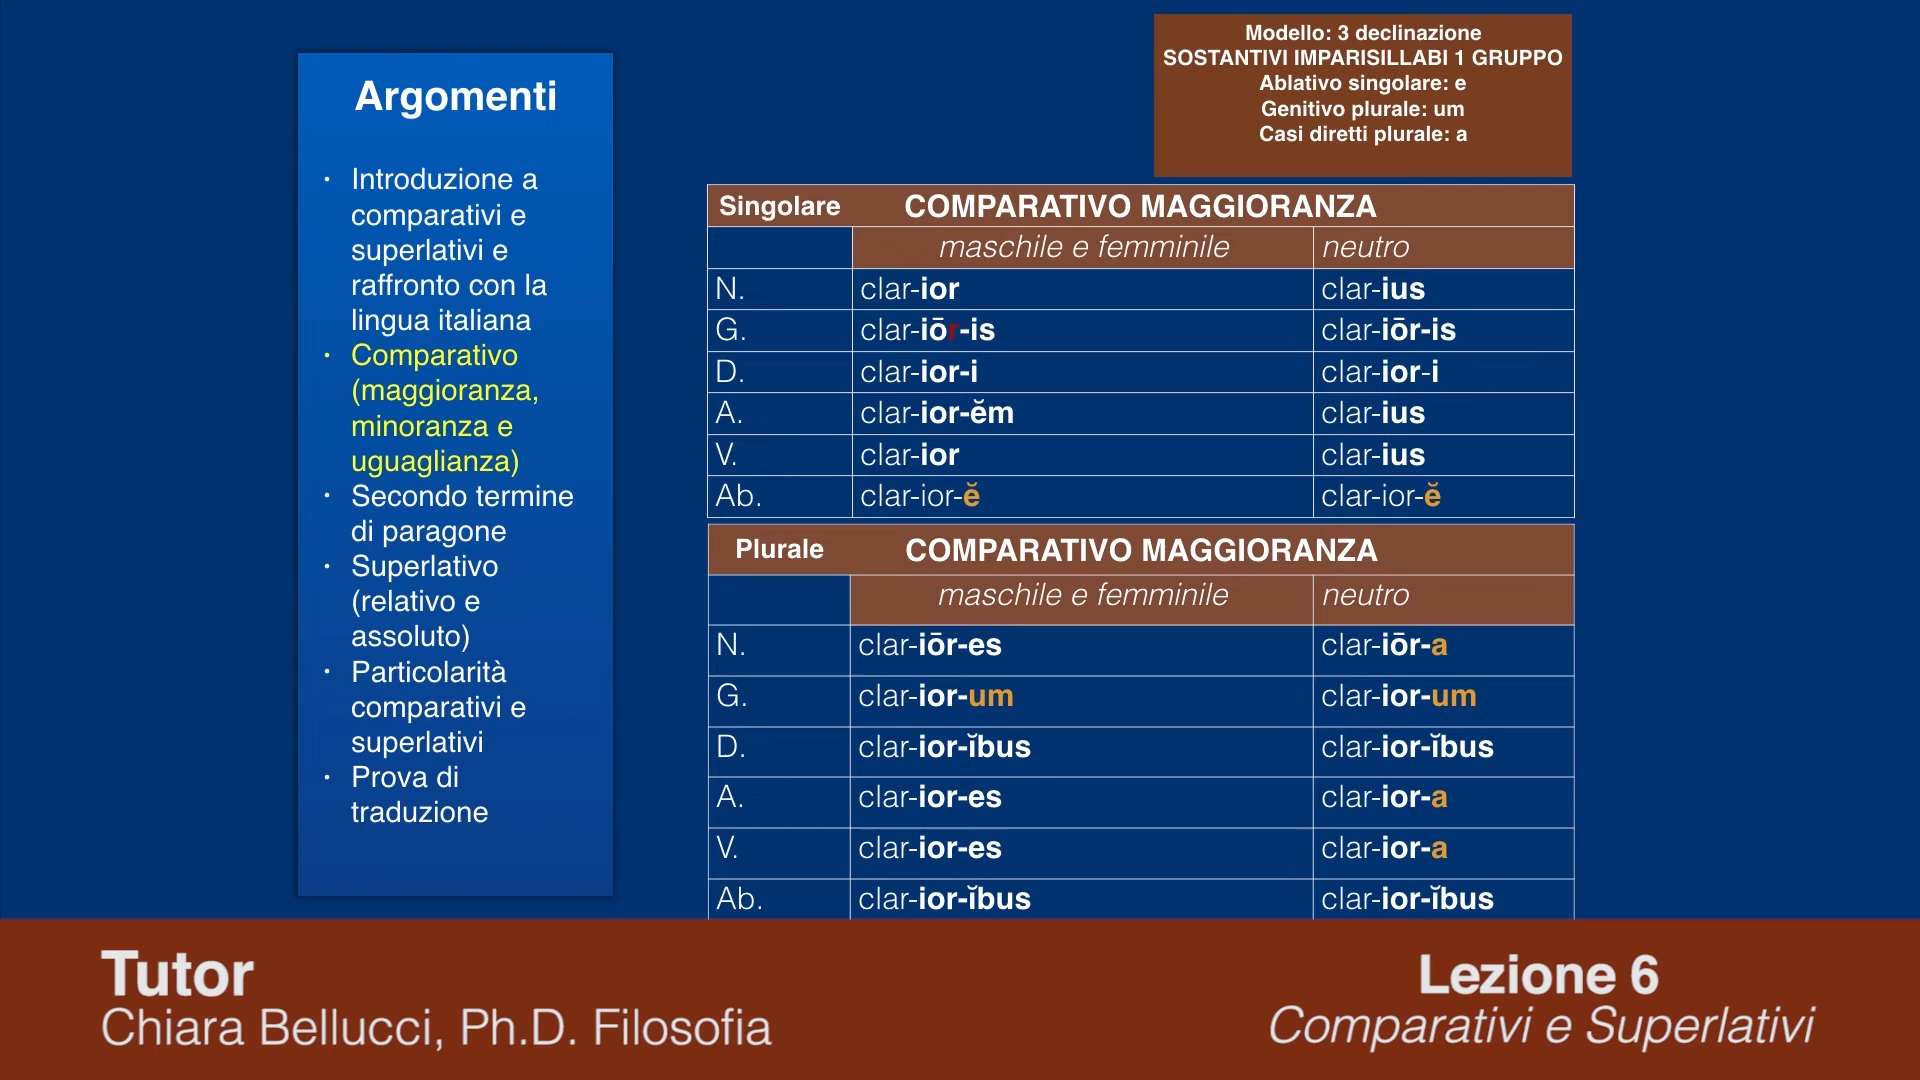 Argomenti
· Introduzione a
comparativi e
superlativi e
raffronto con la
lingua italiana
· Comparativo
(maggioranza,
minoranza e
uguaglianza)
· Secondo termine
di paragone
· Superlativo
(relativo e
assoluto)
· Particolarità
comparativi e
superlativi
· Prova di
traduzione
Modello: 3 declinazione
SOSTANTIVI IMPARISILLABI 1 GRUPPO
Ablativo singolare: e
Genitivo plurale: um
Casi diretti plurale: a
Singolare COMPARATIVO MAGGIORANZA
maschile e femminile neutro
N. clar-ior clar-ius
G. clar-iōr-is clar-iōr-is
D. clar-ior-i clar-ior-i
A. clar-ior-ĕm clar-ius
V. clar-ior clar-ius
Ab. clar-ior-ĕ clar-ior-ĕ
Plurale COMPARATIVO MAGGIORANZA
maschile e femminile neutro
N. clar-iōr-es clar-iōr-a
G. clar-ior-um clar-ior-um
D. clar-ior-ĭbus clar-ior-ĭbus
A. clar-ior-es clar-ior-a
V. clar-ior-es clar-ior-a
Ab. clar-ior-ĭbus clar-ior-ĭbus
Tutor
Chiara Bellucci, Ph.D. Filosofia
Lezione 6
Comparativi e Superlativi